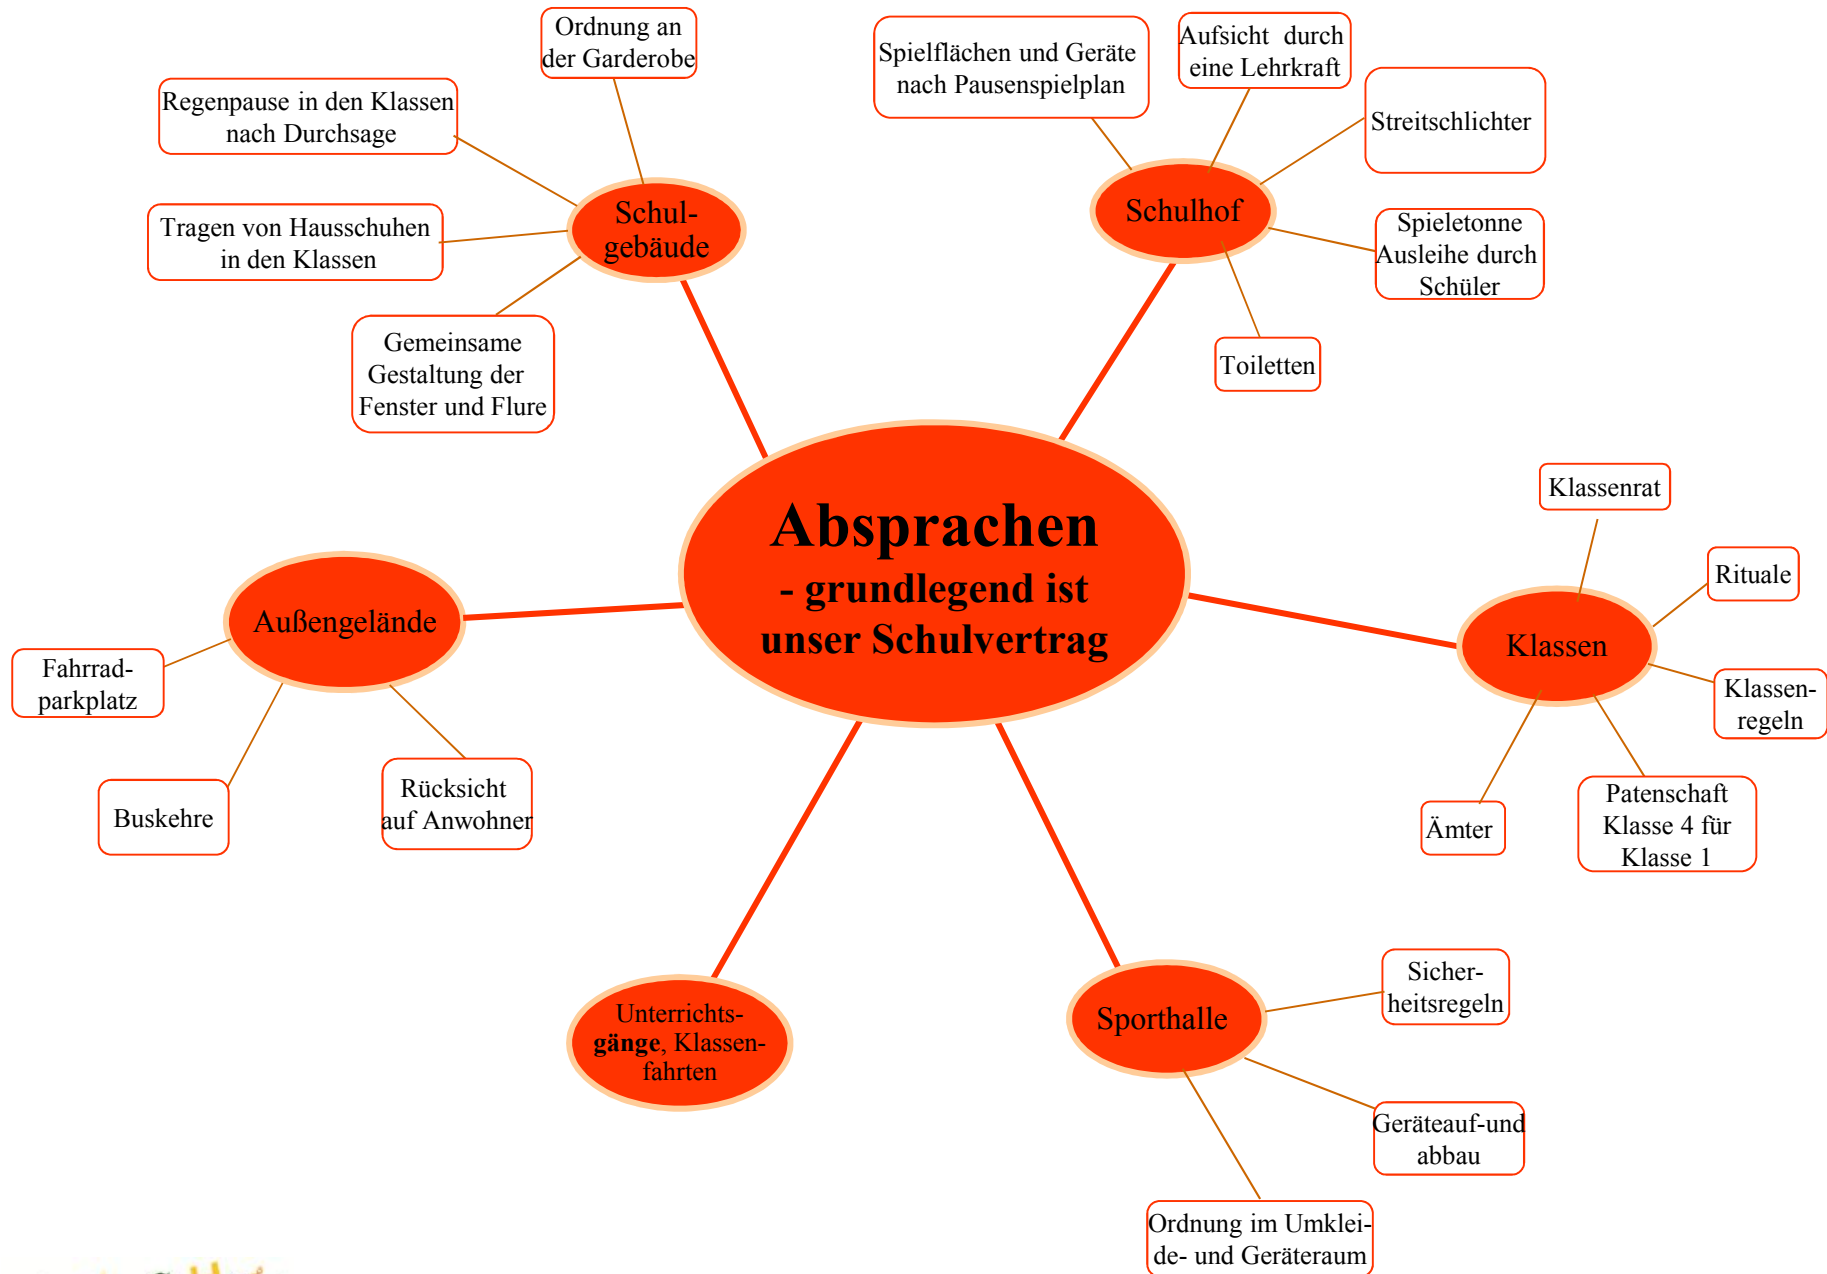 Ordnung an
der Garderobe
Regenpause in den Klassen
nach Durchsage
Tragen von Hausschuhen
in den Klassen
Gemeinsame
Gestaltung der
Fenster und Flure
Schul-
gebäude
Spielflächen und Geräte
nach Pausenspielplan
Aufsicht durch
eine Lehrkraft
Streitschlichter
Spieletonne
Ausleihe durch
Schüler
Toiletten
Schulhof
Absprachen
- grundlegend ist
unser Schulvertrag
Klassenrat
Rituale
Klassen-
regeln
Patenschaft
Klasse 4 für
Klasse 1
Ämter
Klassen
Außengelände
Fahrrad-
parkplatz
Buskehre
Rücksicht
auf Anwohner
Unterrichts-
gänge, Klassen-
fahrten
Sporthalle
Sicher-
heitsregeln
Geräteauf-und
abbau
Ordnung im Umklei-
de- und Geräteraum